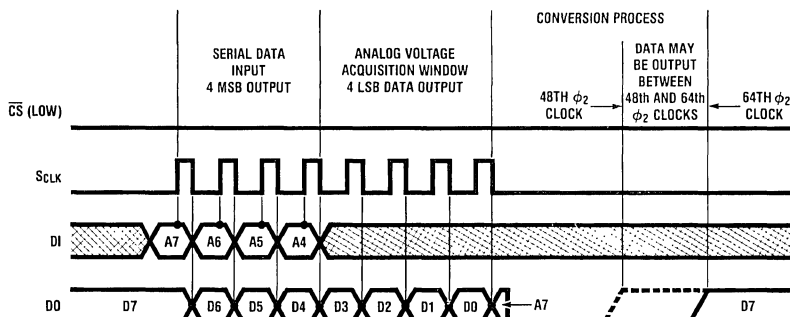 CONVERSION PROCESS
SERIAL DATA
INPUT
4 MSB OUTPUT
ANALOG VOLTAGE
ACQUISITION WINDOW
4 LSB DATA OUTPUT
DATA MAY
BE OUTPUT
BETWEEN
48th AND 64th
ϕ2 CLOCKS
48TH ϕ2
CLOCK
64TH ϕ2
CLOCK
CS (LOW)
SCLK
DI
A7 A6 A5 A4
DO
D7 D6 D5 D4 D3 D2 D1 D0 A7 D7